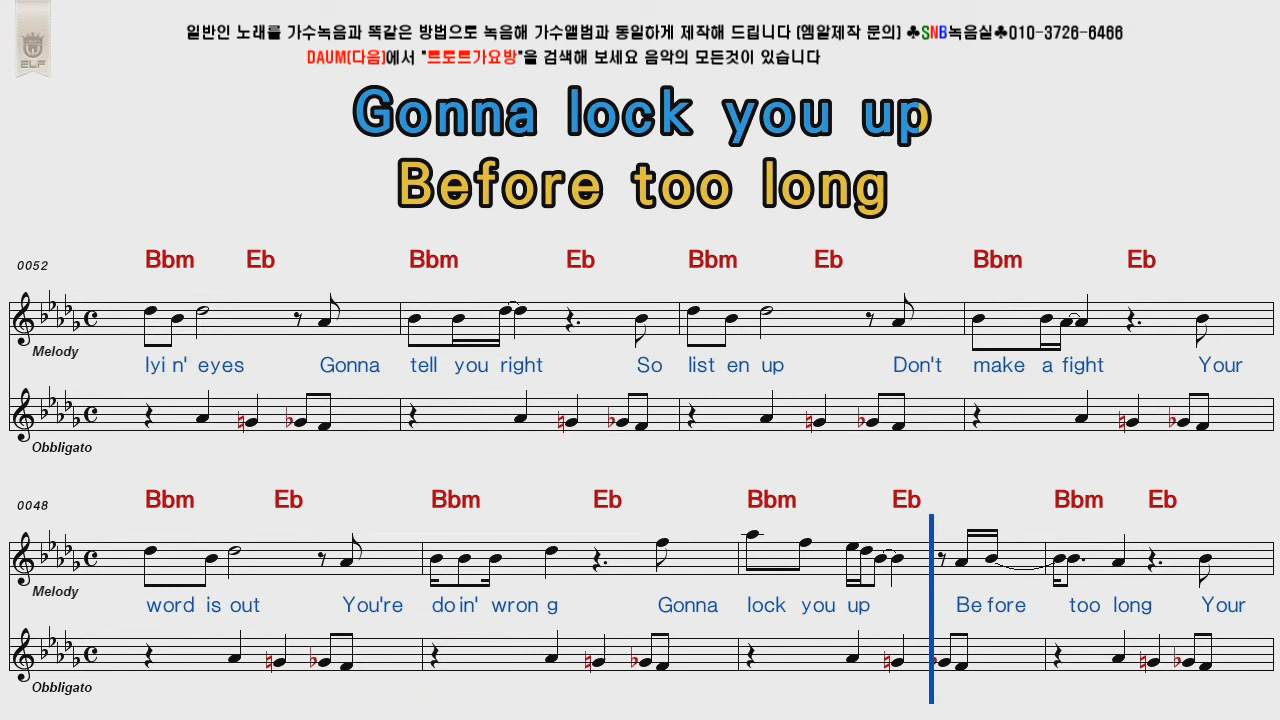 일반인 노래를 가수녹음과 똑같은 방법으로 녹음해 가수앨범과 동일하게 제작해 드립니다 (엠알제작 문의) ♣SNB녹음실♣010-3726-6466
DAUM(다음)에서 "트로트가요방"을 검색해 보세요 음악의 모든것이 있습니다
ELF
Gonna lock you up
Before too long
0052 Bbm Eb Bbm Eb Bbm Eb Bbm Eb
Melody
lyi n' eyes Gonna tell you right So list en up Don't make a fight Your
Obbligato
0048 Bbm Eb Bbm Eb Bbm Eb Bbm Eb
Melody
word is out You're do in' wron g Gonna lock you up Be fore too long Your
Obbligato